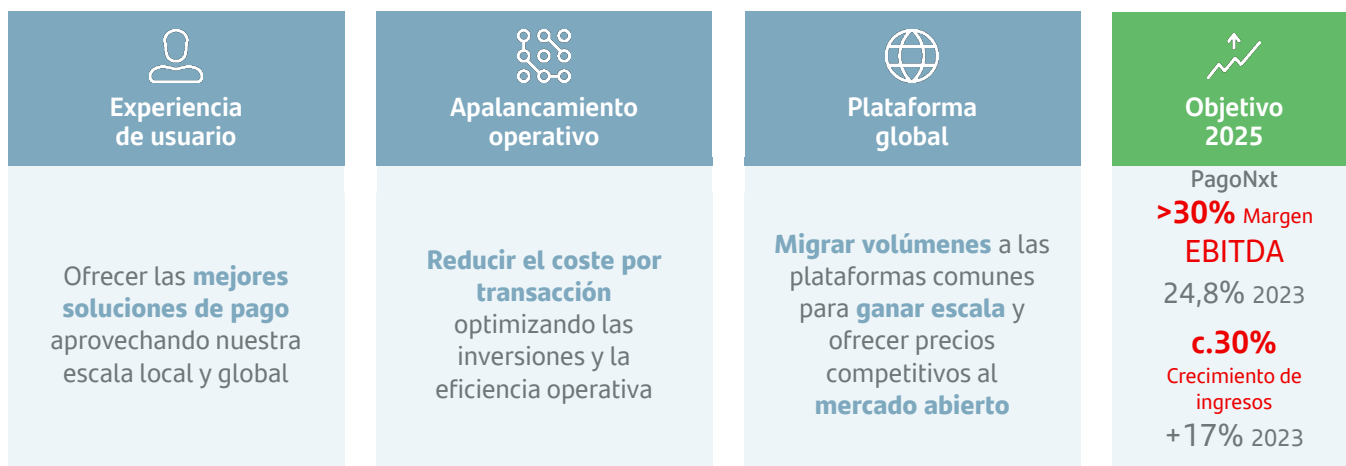 Experiencia
de usuario
Ofrecer las mejores
soluciones de pago
aprovechando nuestra
escala local y global
Apalancamiento
operativo
Reducir el coste por
transacción
optimizando las
inversiones y la
eficiencia operativa
Plataforma
global
Migrar volúmenes a las
plataformas comunes
para ganar escala y
ofrecer precios
competitivos al
mercado abierto
Objetivo
2025
PagoNxt
>30% Margen
EBITDA
24,8% 2023
c.30%
Crecimiento de
ingresos
+17% 2023